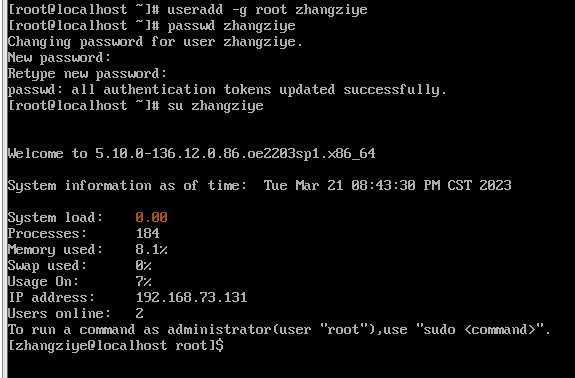 [root@localhost ~]# useradd -g root zhangziye
[root@localhost ~]# passwd zhangziye
Changing password for user zhangziye.
New password:
Retype new password:
passwd: all authentication tokens updated successfully.
[root@localhost ~]# su zhangziye
Welcome to 5.10.0-136.12.0.86.oe2203sp1.x86_64
System information as of time:  Tue Mar 21 08:43:30 PM CST 2023
System load:    0.00
Processes:      184
Memory used:    8.1%
Swap used:      0%
Usage On:       7%
IP address:     192.168.73.131
Users online:   2
To run a command as administrator(user "root"),use "sudo <command>".
[zhangziye@localhost root]$